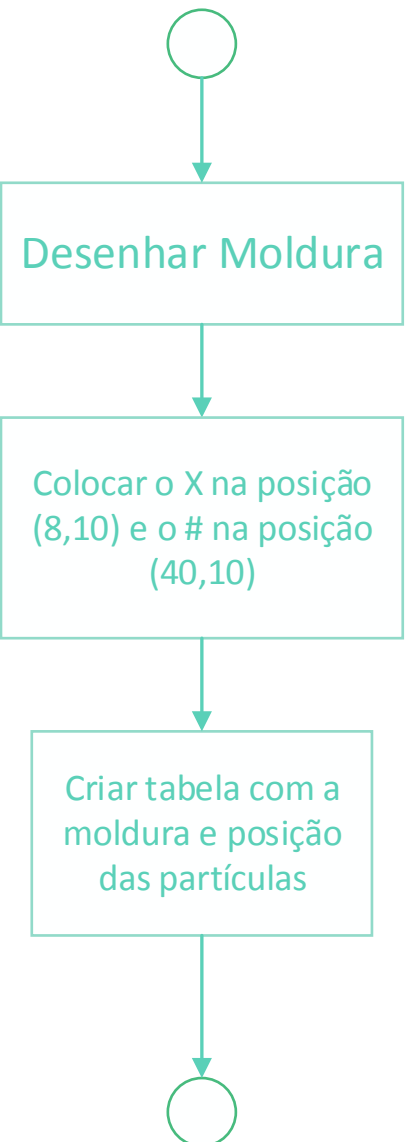 Desenhar Moldura
Colocar o X na posição
(8,10) e o # na posição
(40,10)
Criar tabela com a
moldura e posição
das partículas